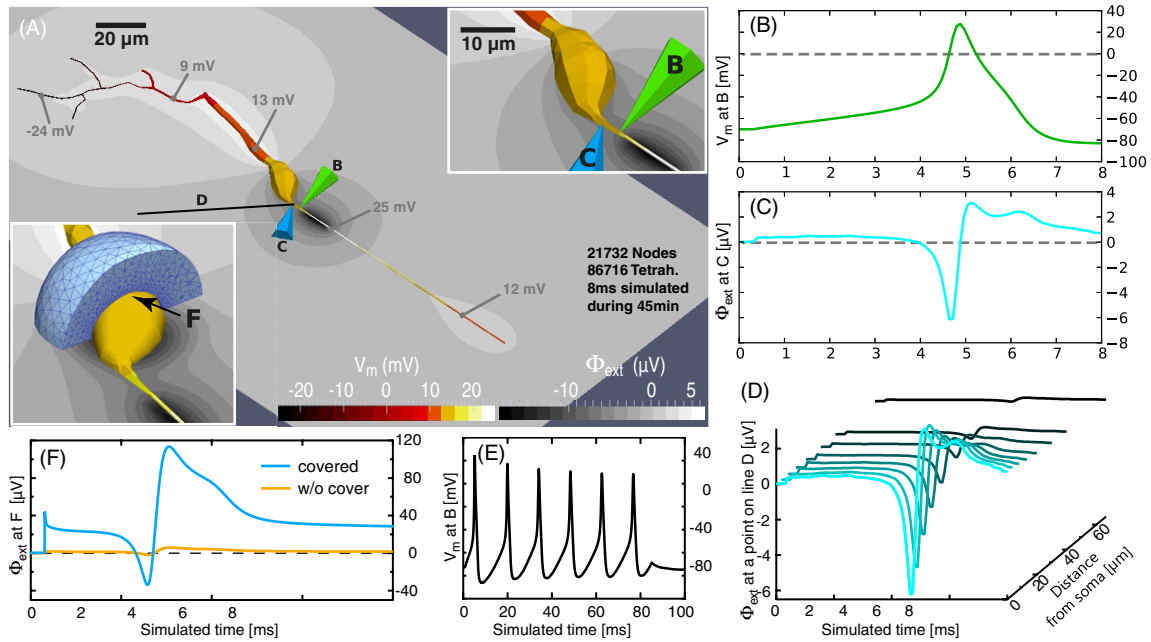 (A)
20 µm
9 mV
-24 mV
13 mV
B
D
C
25 mV
12 mV
21732 Nodes
86716 Tetrah.
8ms simulated
during 45min
10 µm
B
C
F
V_m (mV)
-20 -10 0 10 20
Φ_ext (µV)
-10 -5 0 5
(B)
V_m at B [mV]
40
20
0
−20
−40
−60
−80
−100
0 1 2 3 4 5 6 7 8
(C)
Φ_ext at C [µV]
4
2
0
−2
−4
−6
−8
0 1 2 3 4 5 6 7 8
(D)
Φ_ext at a point on line D [µV]
2
0
-2
-4
-6
0 2 4 6 8
Simulated time [ms]
0 20 40 60
Distance
from soma [µm]
(F)
covered
w/o cover
Φ_ext at F [µV]
120
80
40
0
-40
0 2 4 6 8
Simulated time [ms]
(E)
V_m at B [mV]
40
0
-40
-80
0 20 40 60 80 100
Simulated time [ms]